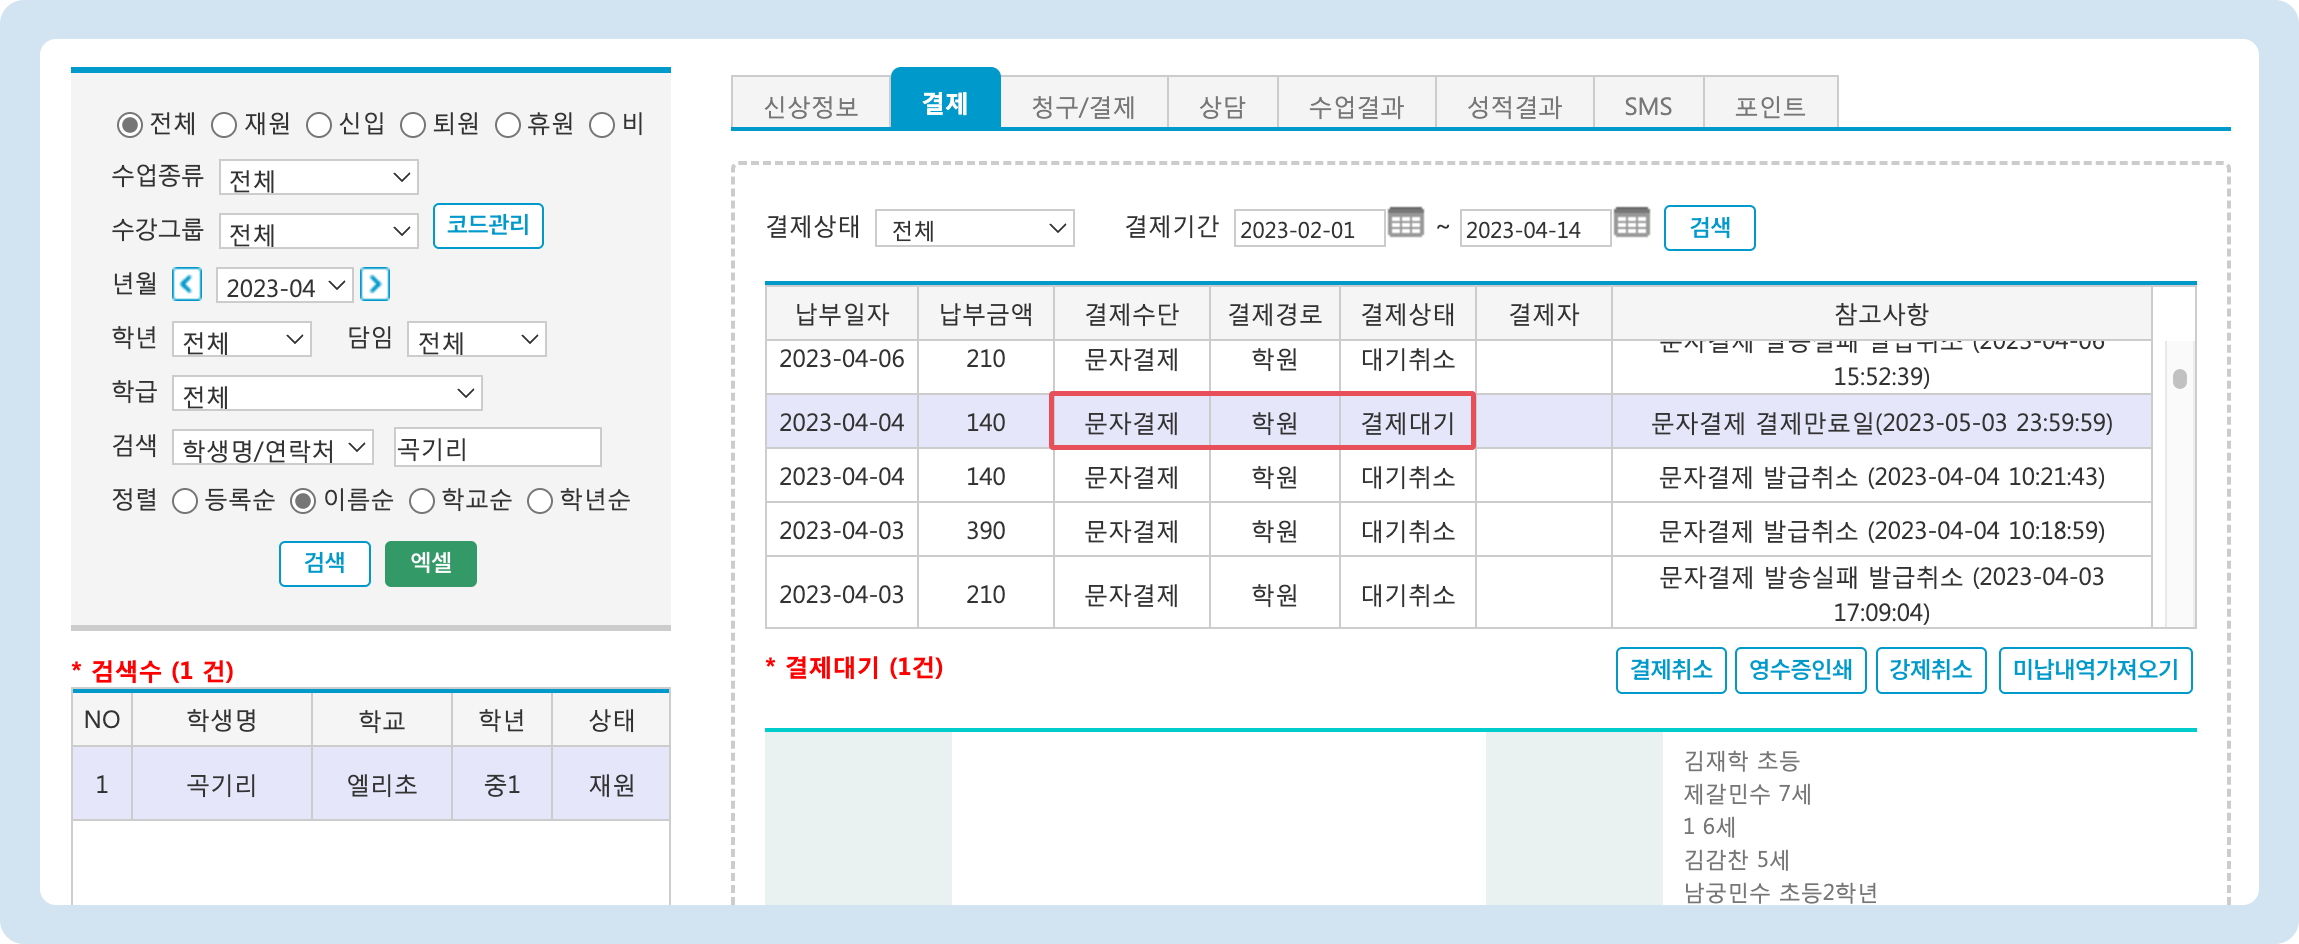 전체 재원 신입 퇴원 휴원 비
수업종류 전체
수강그룹 전체 코드관리
년월 2023-04
학년 전체 담임 전체
학급 전체
검색 학생명/연락처 곡기리
정렬 등록순 이름순 학교순 학년순
검색 엑셀
* 검색수 (1 건)
NO 학생명 학교 학년 상태
1 곡기리 엘리초 중1 재원
신상정보 결제 청구/결제 상담 수업결과 성적결과 SMS 포인트
결제상태 전체 결제기간 2023-02-01 ~ 2023-04-14 검색
납부일자 납부금액 결제수단 결제경로 결제상태 결제자 참고사항
2023-04-06 210 문자결제 학원 대기취소 문자결제 발송실패 발급취소 (2023-04-06
15:52:39)
2023-04-04 140 문자결제 학원 결제대기 문자결제 결제만료일(2023-05-03 23:59:59)
2023-04-04 140 문자결제 학원 대기취소 문자결제 발급취소 (2023-04-04 10:21:43)
2023-04-03 390 문자결제 학원 대기취소 문자결제 발급취소 (2023-04-04 10:18:59)
2023-04-03 210 문자결제 학원 대기취소 문자결제 발송실패 발급취소 (2023-04-03
17:09:04)
* 결제대기 (1건) 결제취소 영수증인쇄 강제취소 미납내역가져오기
김재학 초등
제갈민수 7세
1 6세
김감찬 5세
남궁민수 초등2학년